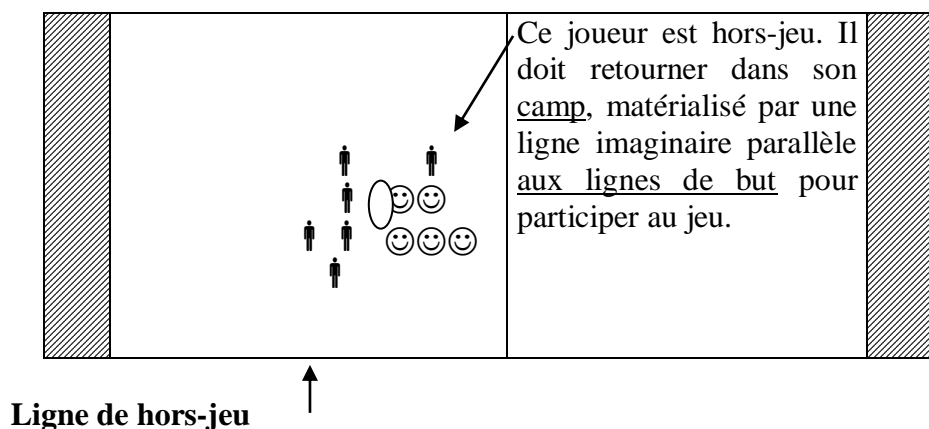 Ce joueur est hors-jeu. Il
doit retourner dans son
camp, matérialisé par une
ligne imaginaire parallèle
aux lignes de but pour
participer au jeu.
Ligne de hors-jeu